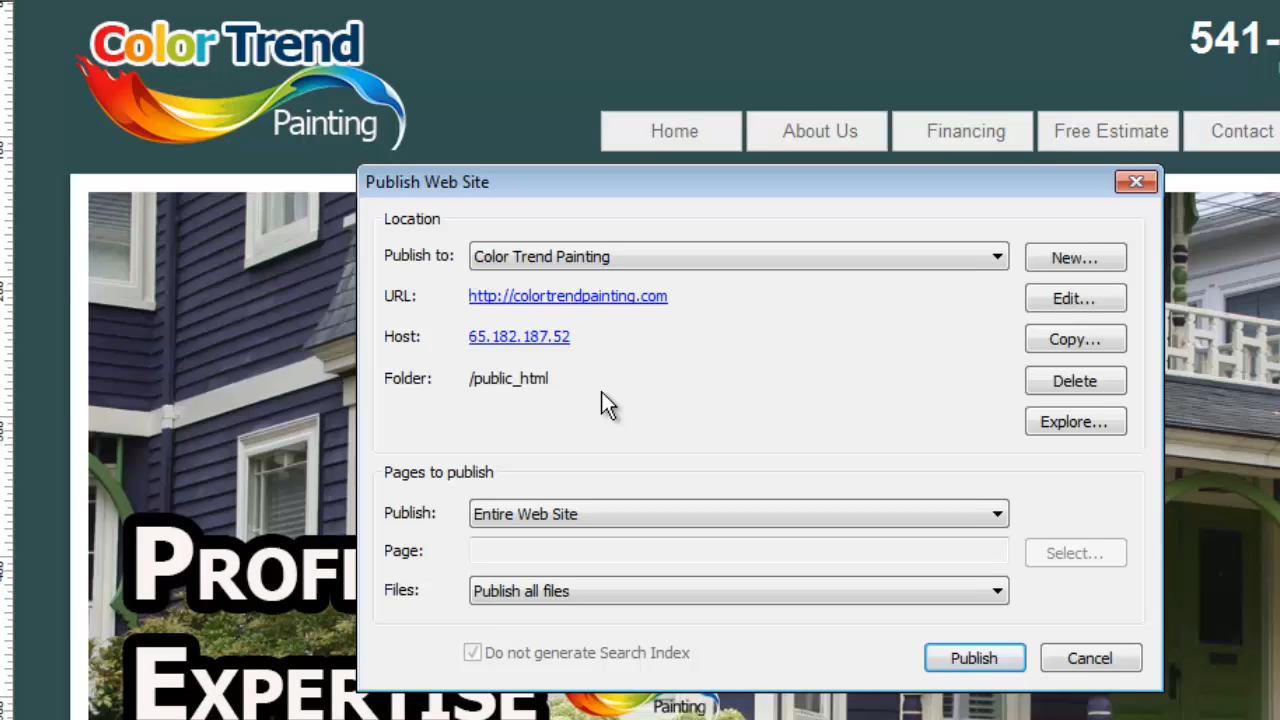 Color Trend
Painting
541-
Home
About Us
Financing
Free Estimate
Contact
Publish Web Site
Location
Publish to:
Color Trend Painting
New...
URL:
http://colortrendpainting.com
Edit...
Host:
65.182.187.52
Copy...
Folder:
/public_html
Delete
Explore...
Pages to publish
Publish:
Entire Web Site
Page:
Select...
Files:
Publish all files
Do not generate Search Index
Publish
Cancel
EXPERTISE
Painting